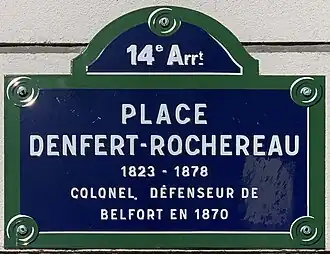 14e Arrt
PLACE
DENFERT-ROCHEREAU
1823 - 1878
COLONEL, DÉFENSEUR DE
BELFORT EN 1870